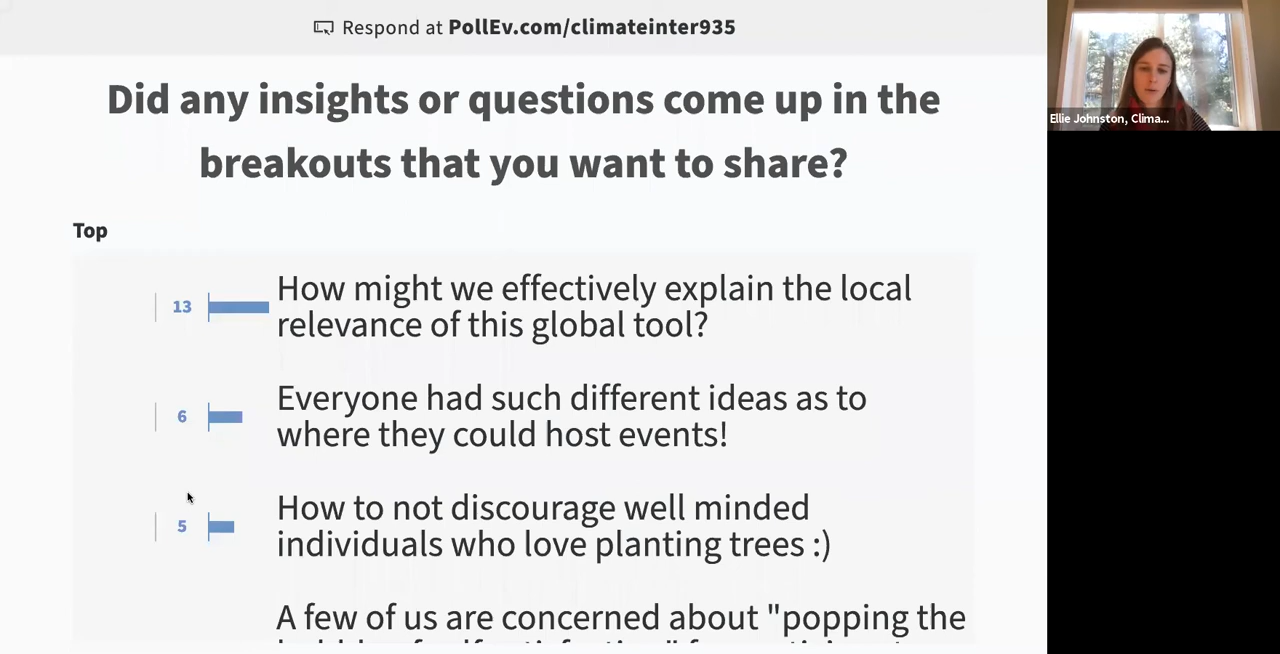 Respond at PollEv.com/climateinter935
Did any insights or questions come up in the
breakouts that you want to share?
Top
13
How might we effectively explain the local
relevance of this global tool?
6
Everyone had such different ideas as to
where they could host events!
5
How to not discourage well minded
individuals who love planting trees :)
A few of us are concerned about "popping the
Ellie Johnston, Clima...